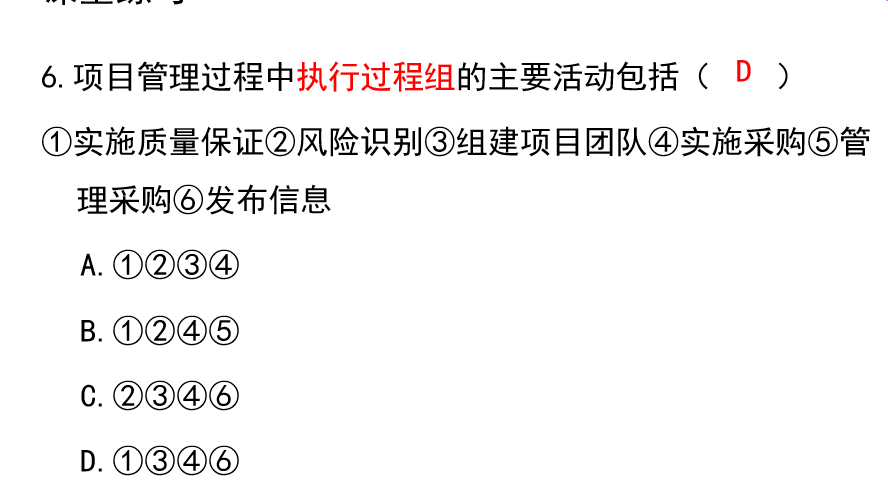 6.项目管理过程中执行过程组的主要活动包括（ D ）
①实施质量保证②风险识别③组建项目团队④实施采购⑤管
理采购⑥发布信息
A.①②③④
B.①②④⑤
C.②③④⑥
D.①③④⑥